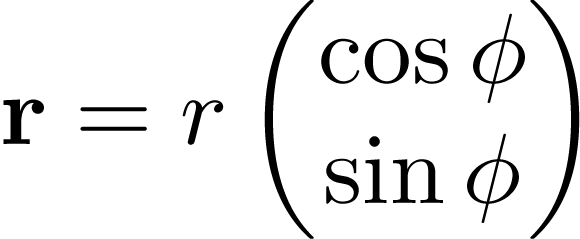 𝐫 = r (cos ϕ
sin ϕ)